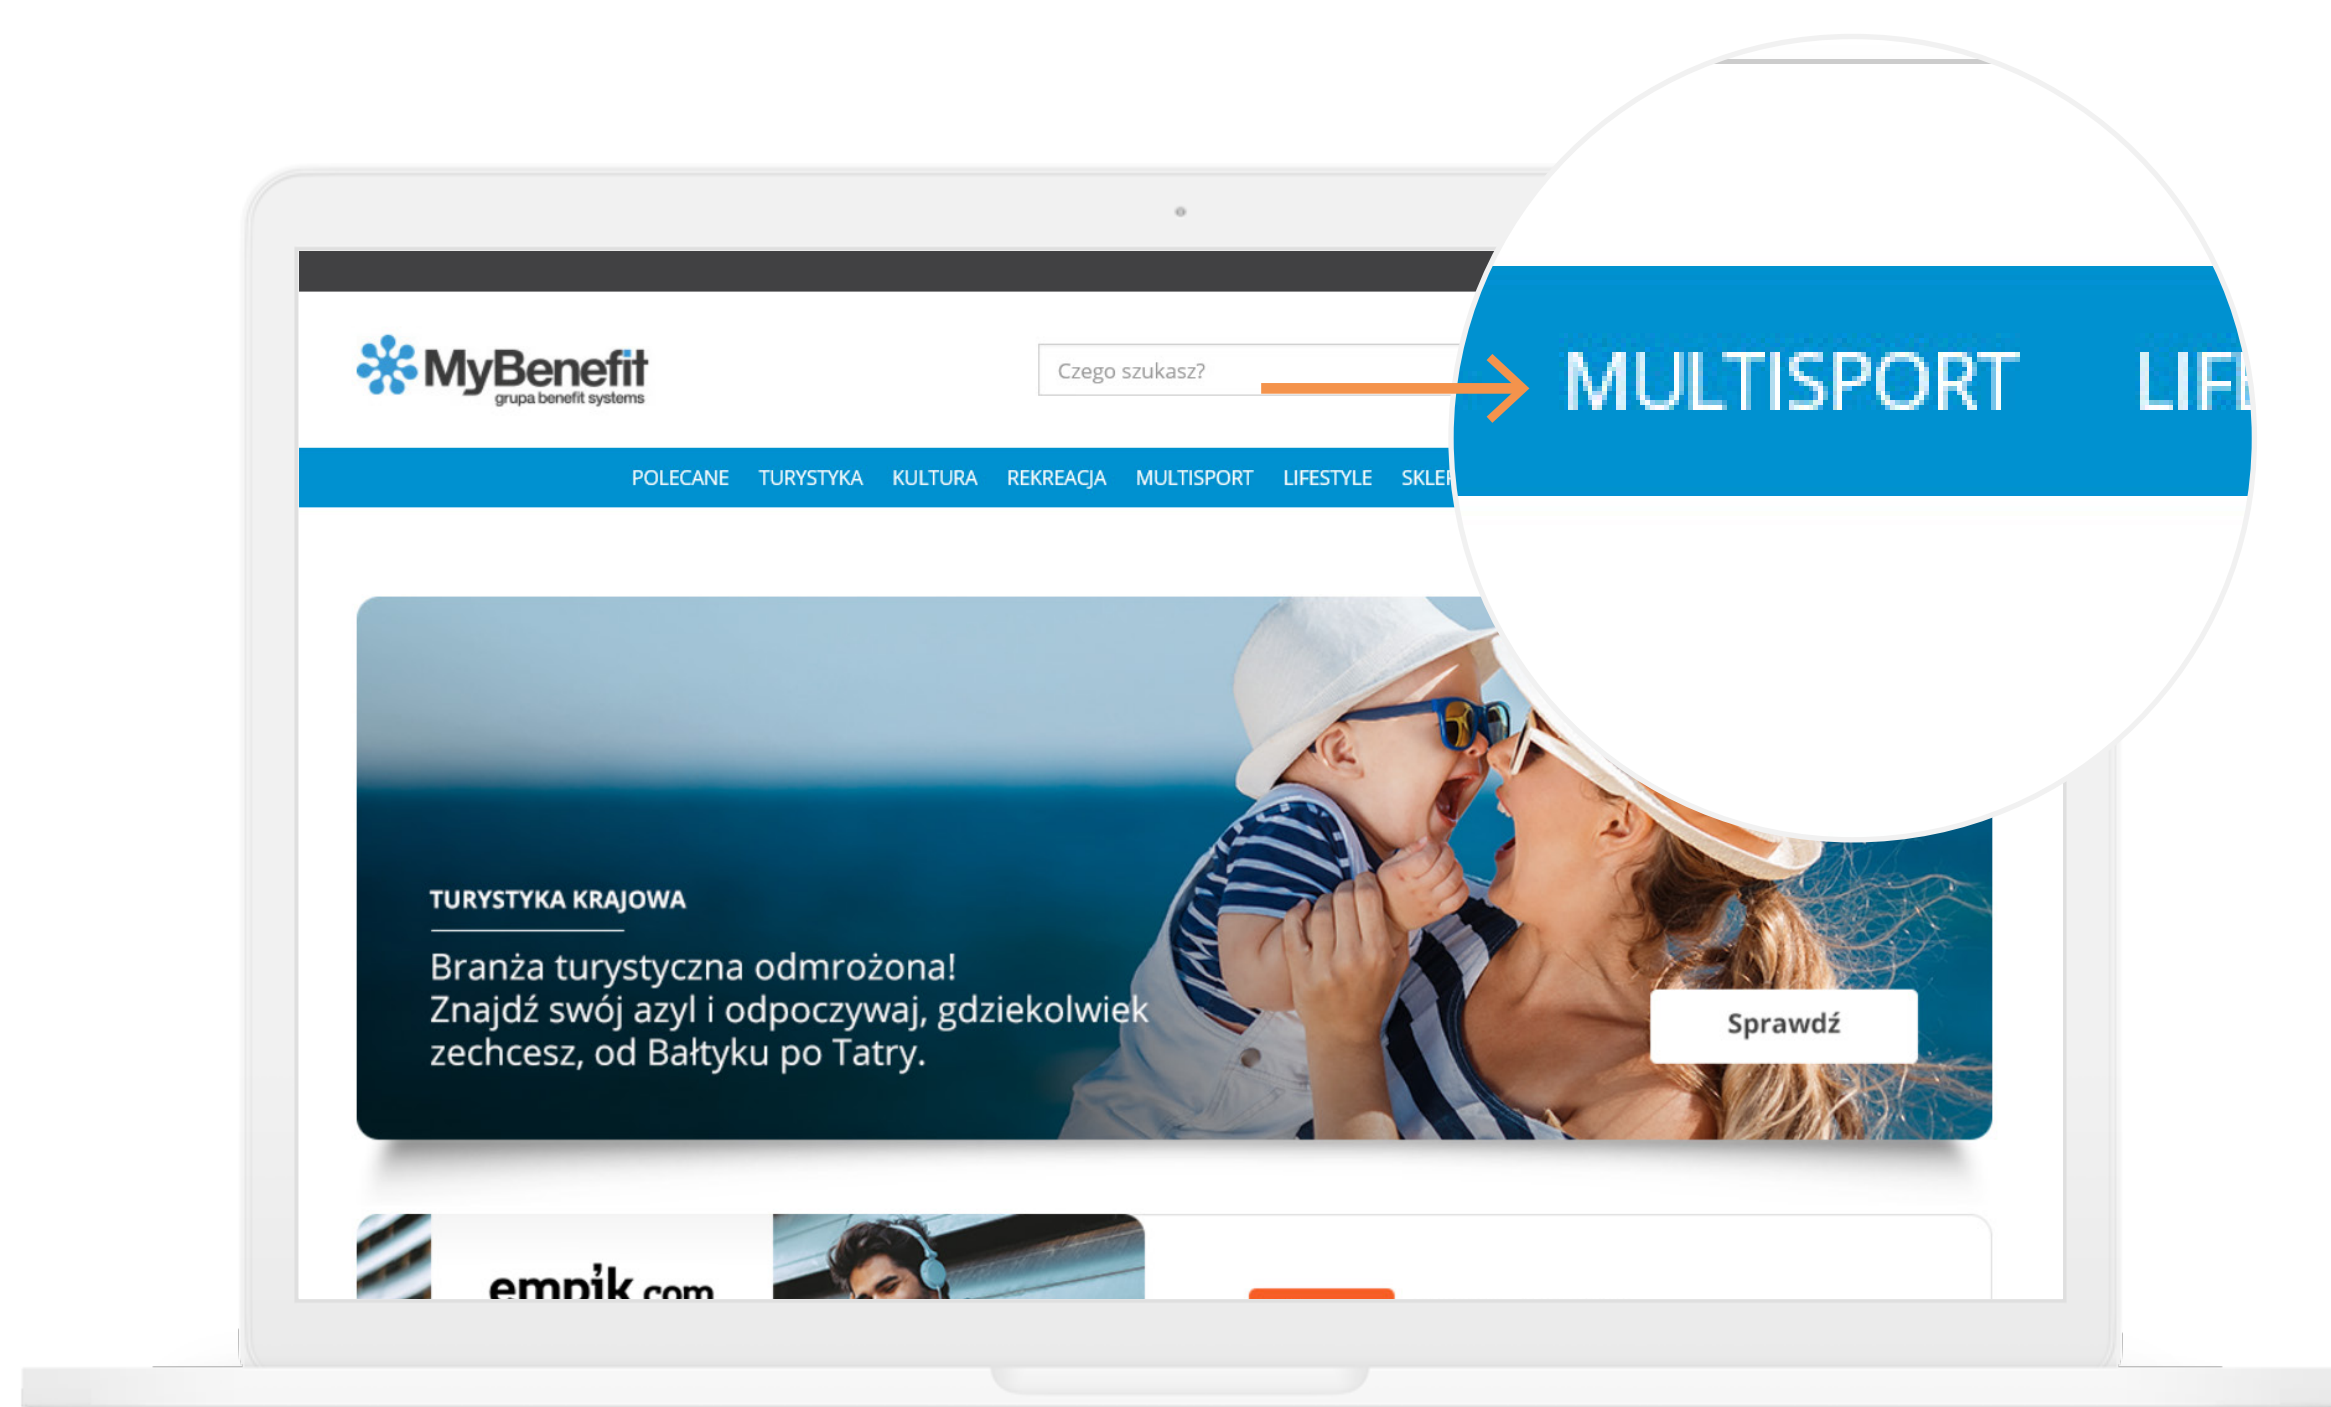 MyBenefit
grupa benefit systems
Czego szukasz?
MULTISPORT
POLECANE TURYSTYKA KULTURA REKREACJA MULTISPORT LIFESTYLE
TURYSTYKA KRAJOWA
Branża turystyczna odmrożona!
Znajdź swój azyl i odpoczywaj, gdziekolwiek
zechcesz, od Bałtyku po Tatry.
Sprawdź
empik.com